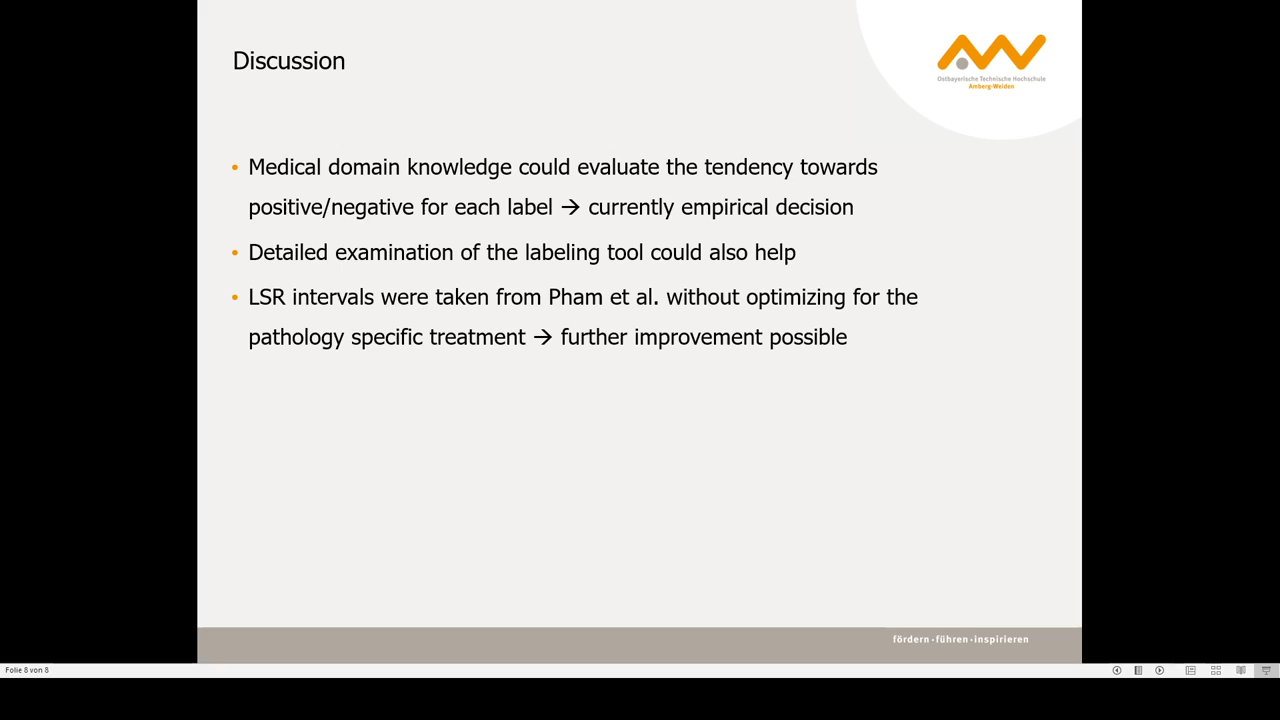 Discussion
Ostbayerische Technische Hochschule
Amberg-Weiden
• Medical domain knowledge could evaluate the tendency towards
positive/negative for each label → currently empirical decision
• Detailed examination of the labeling tool could also help
• LSR intervals were taken from Pham et al. without optimizing for the
pathology specific treatment → further improvement possible
fördern·führen·inspirieren
Folie 8 von 8